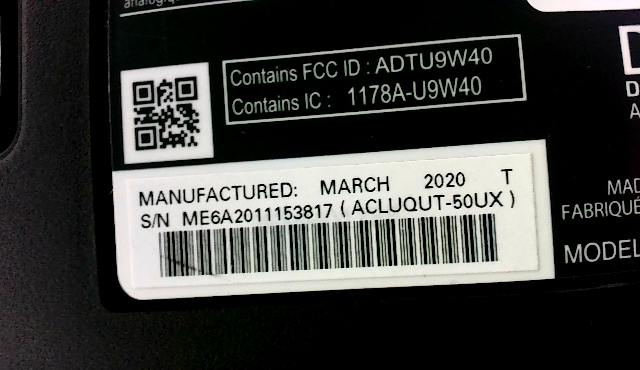 Contains FCC ID : ADTU9W40
Contains IC : 1178A-U9W40
MANUFACTURED: MARCH 2020 T
S/N ME6A2011153817 ( ACLUQUT-50UX )
MAD
FABRIQUÉ
MODEL